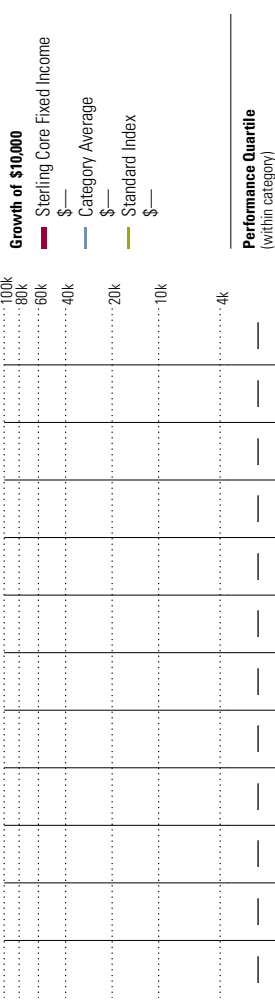 Growth of $10,000
Sterling Core Fixed Income
$—
Category Average
$—
Standard Index
$—
Performance Quartile
(within category)
100k
80k
60k
40k
20k
10k
4k
— — — — — — — — — — — —